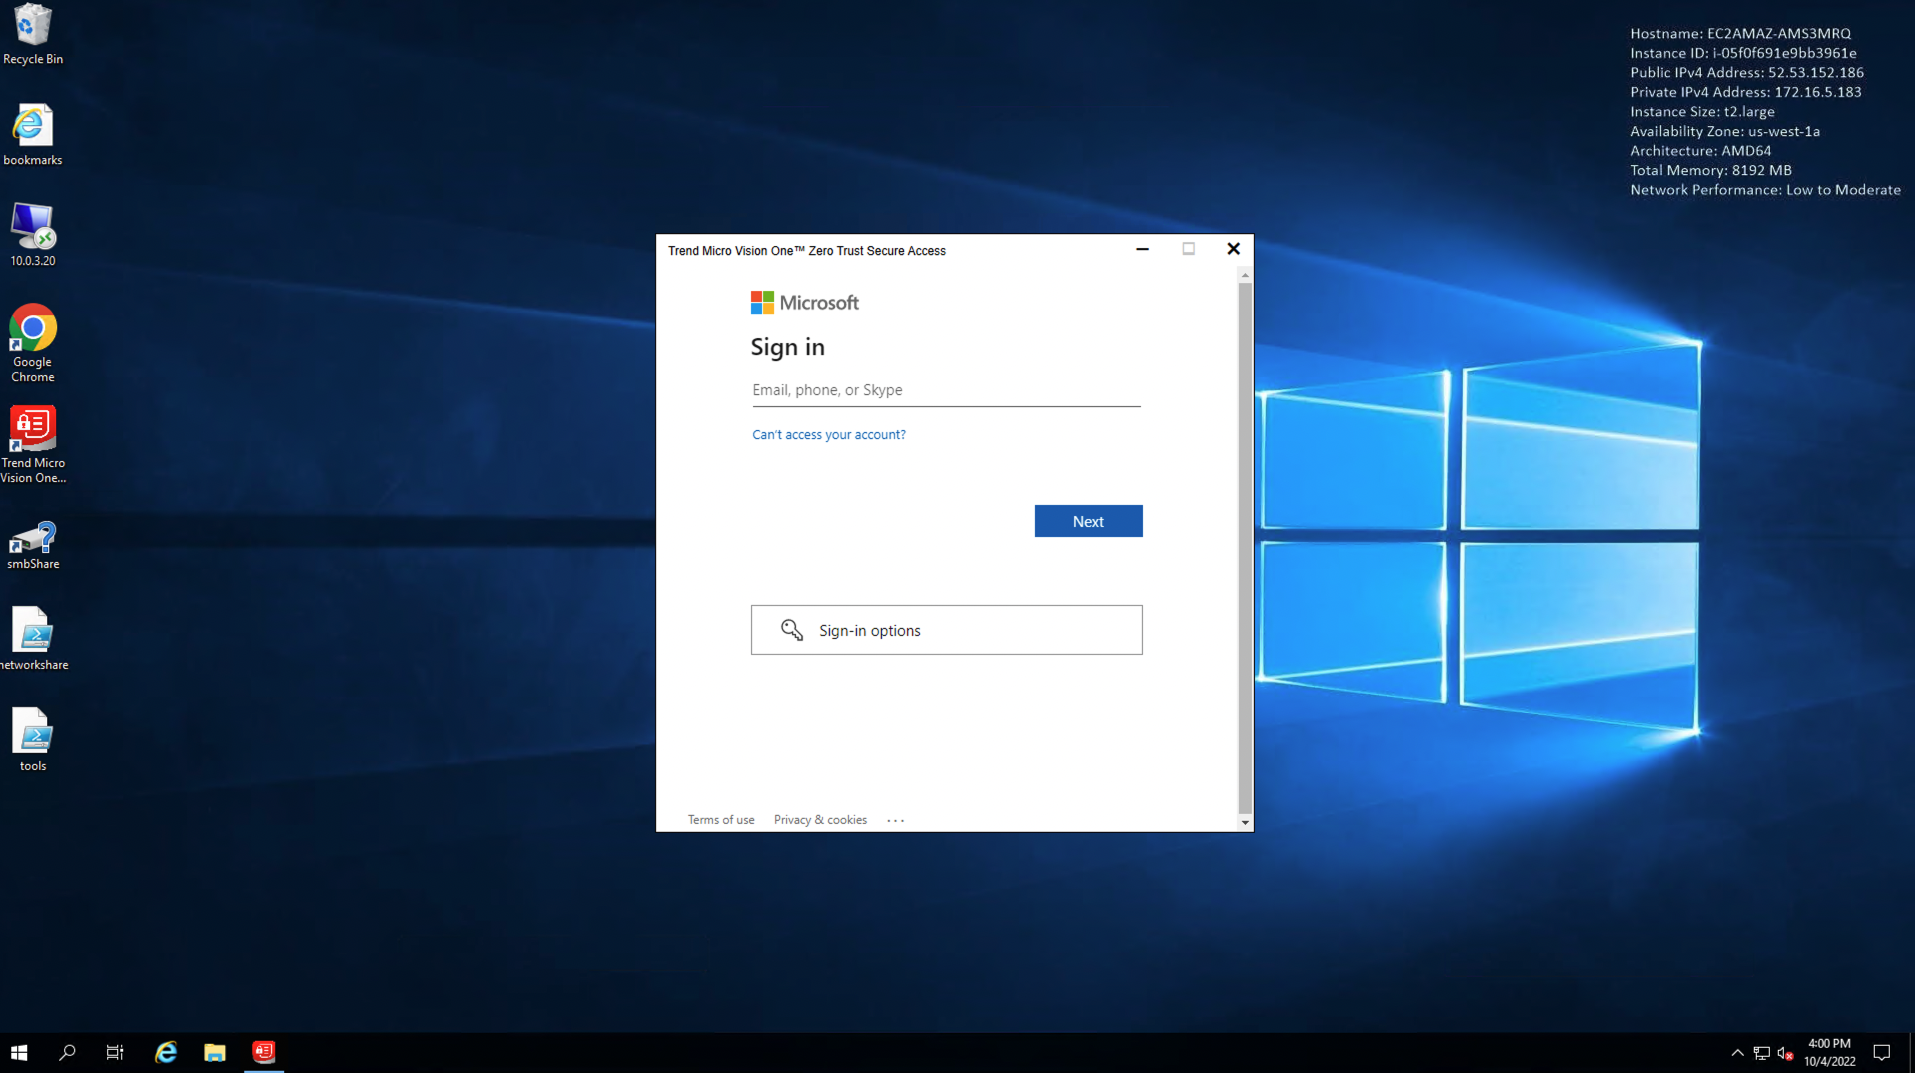 Recycle Bin
bookmarks
10.0.3.20
Google
Chrome
Trend Micro
Vision One...
smbShare
networkshare
tools
Hostname: EC2AMAZ-AMS3MRQ
Instance ID: i-05f0f691e9bb3961e
Public IPv4 Address: 52.53.152.186
Private IPv4 Address: 172.16.5.183
Instance Size: t2.large
Availability Zone: us-west-1a
Architecture: AMD64
Total Memory: 8192 MB
Network Performance: Low to Moderate
Trend Micro Vision One™ Zero Trust Secure Access
Microsoft
Sign in
Email, phone, or Skype
Can't access your account?
Next
Sign-in options
Terms of use Privacy & cookies ...
4:00 PM
10/4/2022